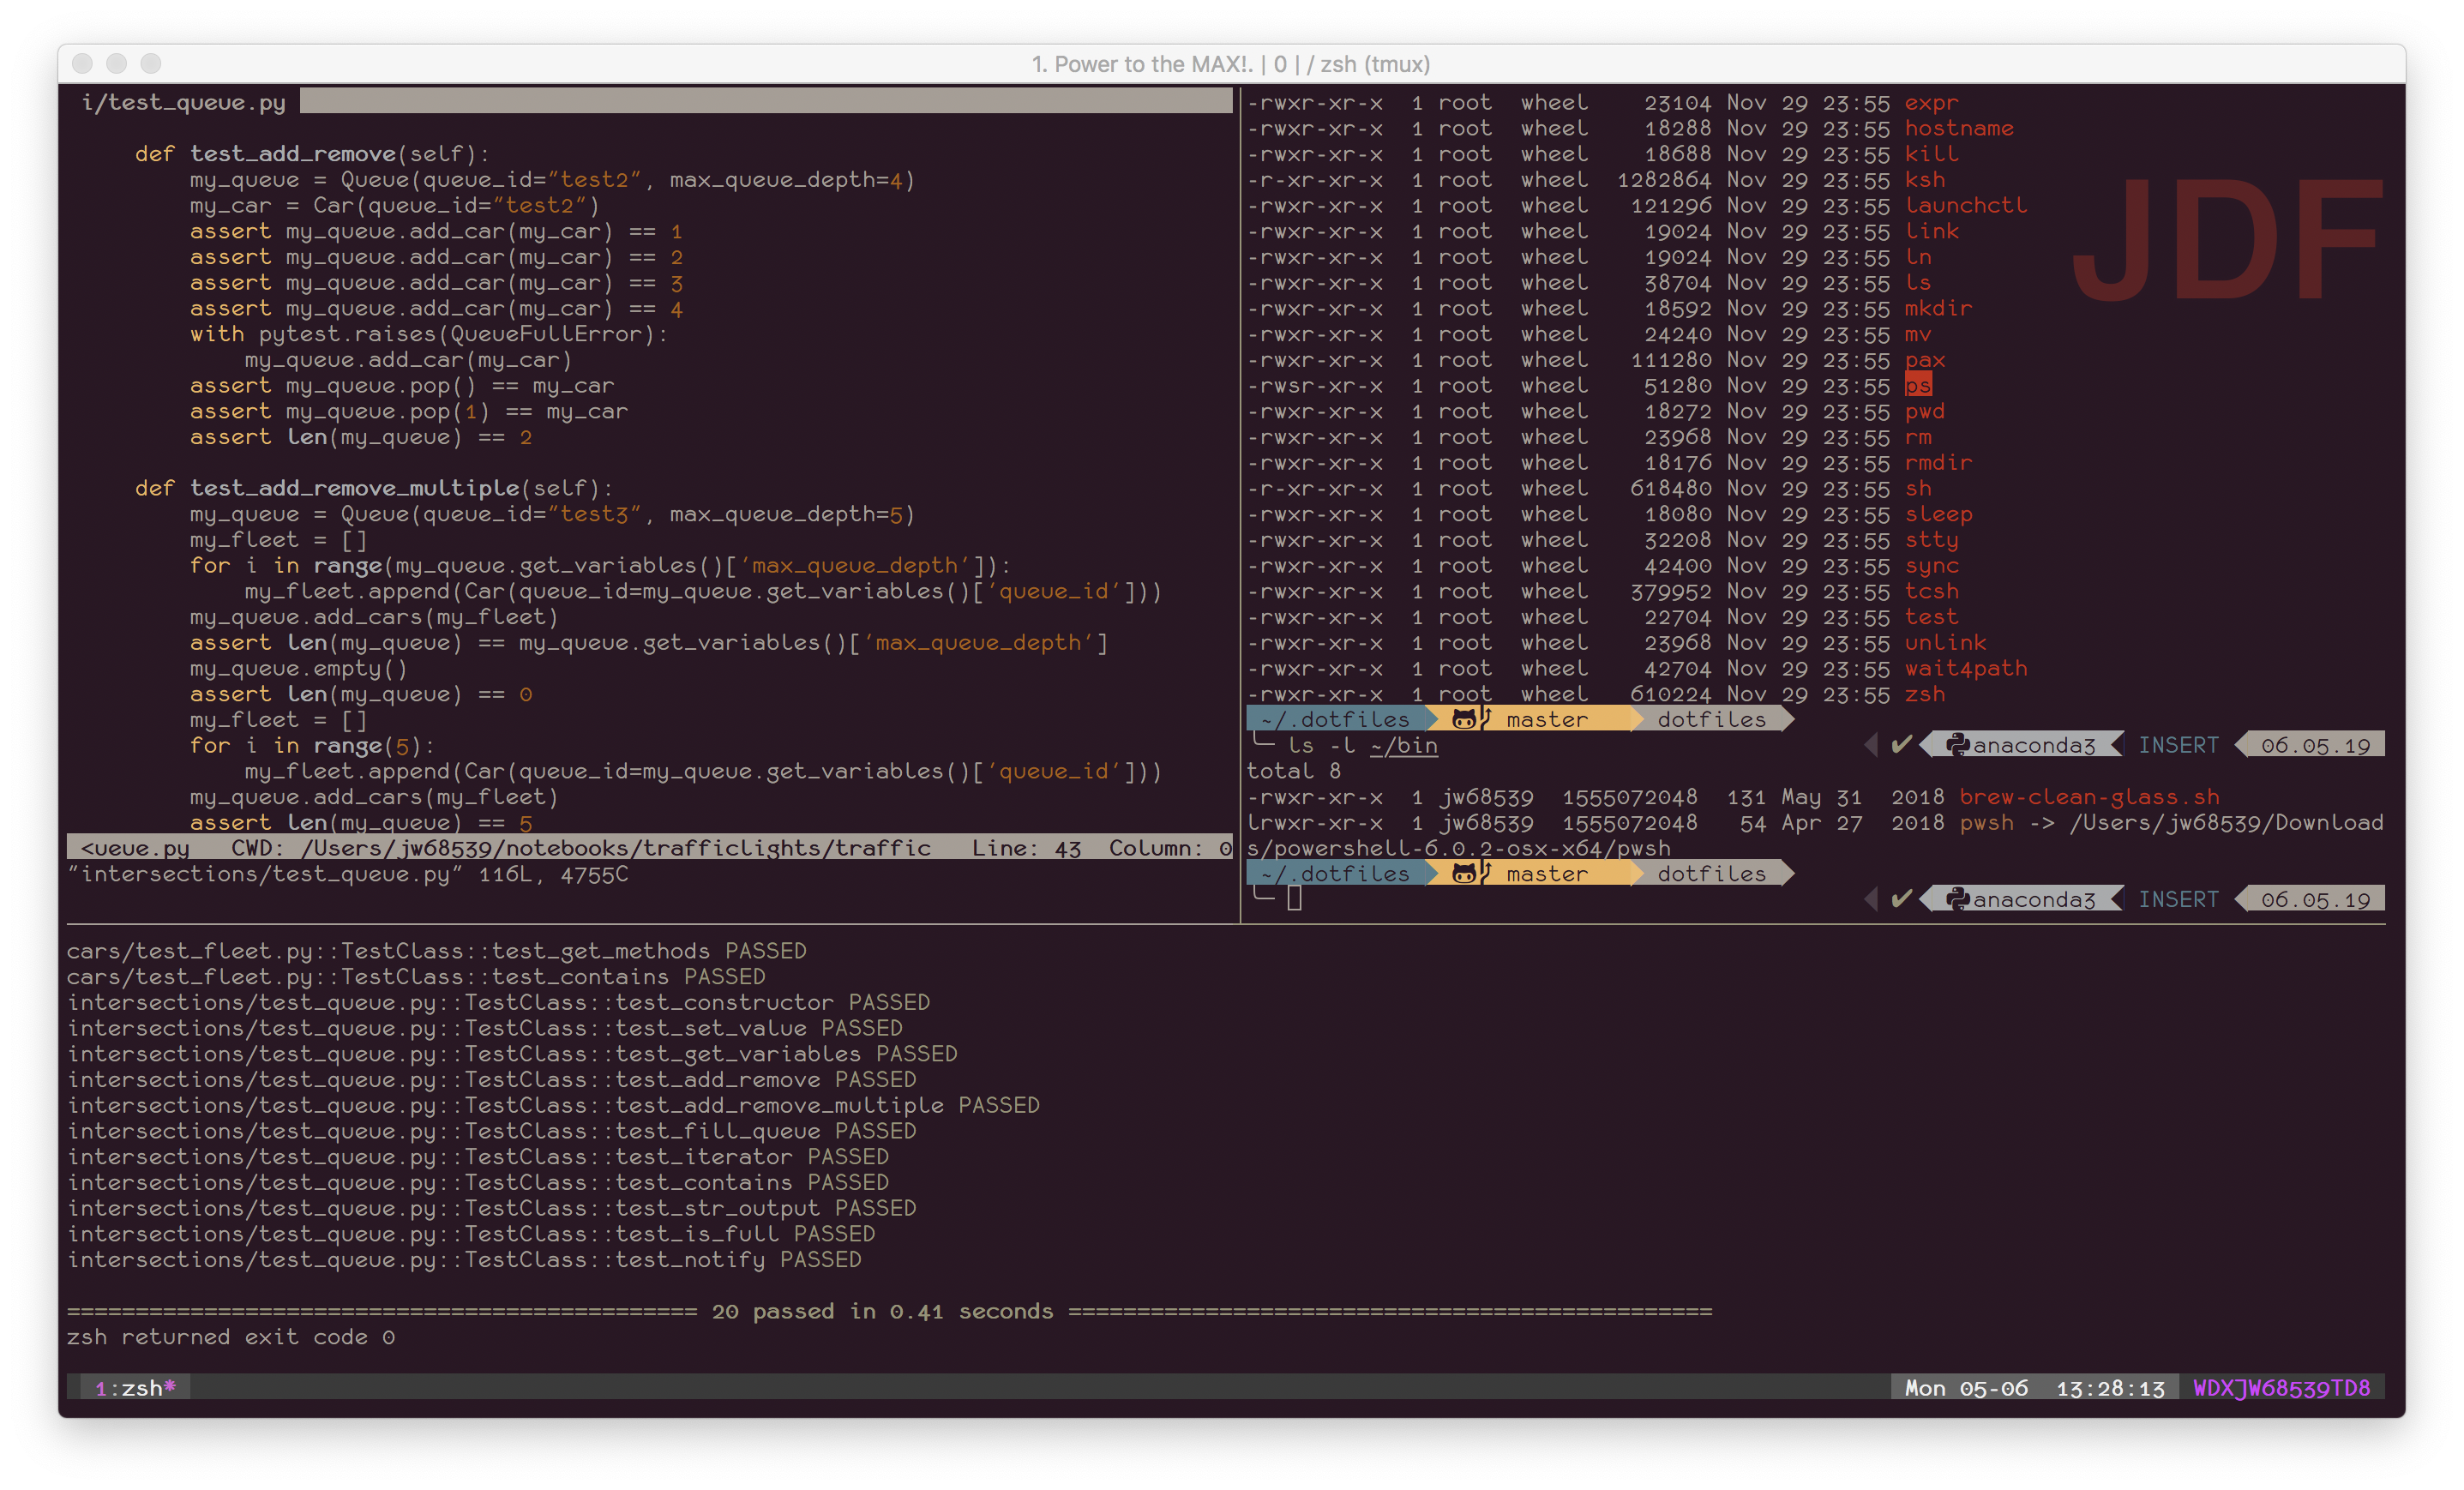 1. Power to the MAX!. | 0 | / zsh (tmux)
i/test_queue.py
def test_add_remove(self):
my_queue = Queue(queue_id="test2", max_queue_depth=4)
my_car = Car(queue_id="test2")
assert my_queue.add_car(my_car) == 1
assert my_queue.add_car(my_car) == 2
assert my_queue.add_car(my_car) == 3
assert my_queue.add_car(my_car) == 4
with pytest.raises(QueueFullError):
my_queue.add_car(my_car)
assert my_queue.pop() == my_car
assert my_queue.pop(1) == my_car
assert len(my_queue) == 2
def test_add_remove_multiple(self):
my_queue = Queue(queue_id="test3", max_queue_depth=5)
my_fleet = []
for i in range(my_queue.get_variables()['max_queue_depth']):
my_fleet.append(Car(queue_id=my_queue.get_variables()['queue_id']))
my_queue.add_cars(my_fleet)
assert len(my_queue) == my_queue.get_variables()['max_queue_depth']
my_queue.empty()
assert len(my_queue) == 0
my_fleet = []
for i in range(5):
my_fleet.append(Car(queue_id=my_queue.get_variables()['queue_id']))
my_queue.add_cars(my_fleet)
assert len(my_queue) == 5
<ueue.py CWD: /Users/jw68539/notebooks/trafficlights/traffic Line: 43 Column: 0
"intersections/test_queue.py" 116L, 4755C
-rwxr-xr-x 1 root wheel 23104 Nov 29 23:55 expr
-rwxr-xr-x 1 root wheel 18288 Nov 29 23:55 hostname
-rwxr-xr-x 1 root wheel 18688 Nov 29 23:55 kill
-r-xr-xr-x 1 root wheel 1282864 Nov 29 23:55 ksh
-rwxr-xr-x 1 root wheel 121296 Nov 29 23:55 launchctl
-rwxr-xr-x 1 root wheel 19024 Nov 29 23:55 link
-rwxr-xr-x 1 root wheel 19024 Nov 29 23:55 ln
-rwxr-xr-x 1 root wheel 38704 Nov 29 23:55 ls
-rwxr-xr-x 1 root wheel 18592 Nov 29 23:55 mkdir
-rwxr-xr-x 1 root wheel 24240 Nov 29 23:55 mv
-rwxr-xr-x 1 root wheel 111280 Nov 29 23:55 pax
-rwsr-xr-x 1 root wheel 51280 Nov 29 23:55 ps
-rwxr-xr-x 1 root wheel 18272 Nov 29 23:55 pwd
-rwxr-xr-x 1 root wheel 23968 Nov 29 23:55 rm
-rwxr-xr-x 1 root wheel 18176 Nov 29 23:55 rmdir
-r-xr-xr-x 1 root wheel 618480 Nov 29 23:55 sh
-rwxr-xr-x 1 root wheel 18080 Nov 29 23:55 sleep
-rwxr-xr-x 1 root wheel 32208 Nov 29 23:55 stty
-rwxr-xr-x 1 root wheel 42400 Nov 29 23:55 sync
-rwxr-xr-x 1 root wheel 379952 Nov 29 23:55 tcsh
-rwxr-xr-x 1 root wheel 22704 Nov 29 23:55 test
-rwxr-xr-x 1 root wheel 23968 Nov 29 23:55 unlink
-rwxr-xr-x 1 root wheel 42704 Nov 29 23:55 wait4path
-rwxr-xr-x 1 root wheel 610224 Nov 29 23:55 zsh
JDF
~/.dotfiles master dotfiles
ls -l ~/bin ✔ anaconda3 INSERT 06.05.19
total 8
-rwxr-xr-x 1 jw68539 1555072048 131 May 31 2018 brew-clean-glass.sh
lrwxr-xr-x 1 jw68539 1555072048 54 Apr 27 2018 pwsh -> /Users/jw68539/Download
s/powershell-6.0.2-osx-x64/pwsh
~/.dotfiles master dotfiles
✔ anaconda3 INSERT 06.05.19
cars/test_fleet.py::TestClass::test_get_methods PASSED
cars/test_fleet.py::TestClass::test_contains PASSED
intersections/test_queue.py::TestClass::test_constructor PASSED
intersections/test_queue.py::TestClass::test_set_value PASSED
intersections/test_queue.py::TestClass::test_get_variables PASSED
intersections/test_queue.py::TestClass::test_add_remove PASSED
intersections/test_queue.py::TestClass::test_add_remove_multiple PASSED
intersections/test_queue.py::TestClass::test_fill_queue PASSED
intersections/test_queue.py::TestClass::test_iterator PASSED
intersections/test_queue.py::TestClass::test_contains PASSED
intersections/test_queue.py::TestClass::test_str_output PASSED
intersections/test_queue.py::TestClass::test_is_full PASSED
intersections/test_queue.py::TestClass::test_notify PASSED
============================================== 20 passed in 0.41 seconds ===============================================
zsh returned exit code 0
1:zsh* Mon 05-06 13:28:13 WDXJW68539TD8